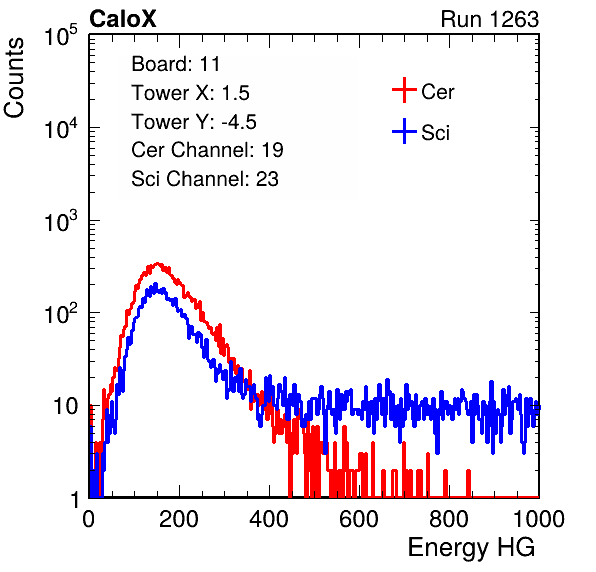 CaloX Run 1263
Counts
Board: 11
Tower X: 1.5
Tower Y: -4.5
Cer Channel: 19
Sci Channel: 23
Cer
Sci
10^5
10^4
10^3
10^2
10
1
0 200 400 600 800 1000
Energy HG